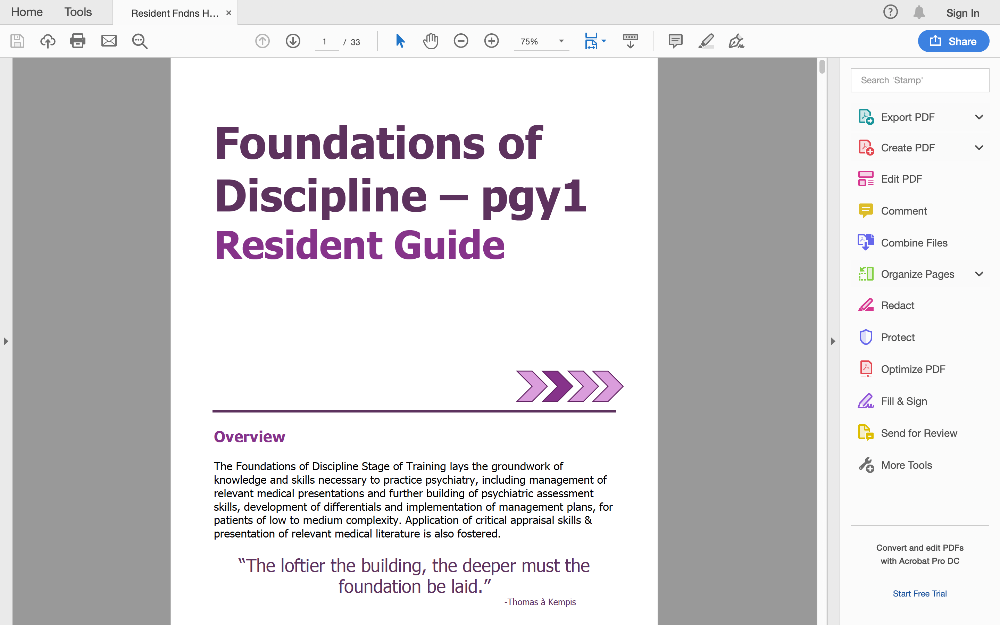 Home Tools Resident Fndns H... × ? Sign In
1 / 33 75% Share
Search 'Stamp'
Export PDF
Create PDF
Edit PDF
Comment
Combine Files
Organize Pages
Redact
Protect
Optimize PDF
Fill & Sign
Send for Review
More Tools
Convert and edit PDFs
with Acrobat Pro DC
Start Free Trial
Foundations of
Discipline – pgy1
Resident Guide
Overview
The Foundations of Discipline Stage of Training lays the groundwork of
knowledge and skills necessary to practice psychiatry, including management of
relevant medical presentations and further building of psychiatric assessment
skills, development of differentials and implementation of management plans, for
patients of low to medium complexity. Application of critical appraisal skills &
presentation of relevant medical literature is also fostered.
“The loftier the building, the deeper must the
foundation be laid.”
-Thomas à Kempis